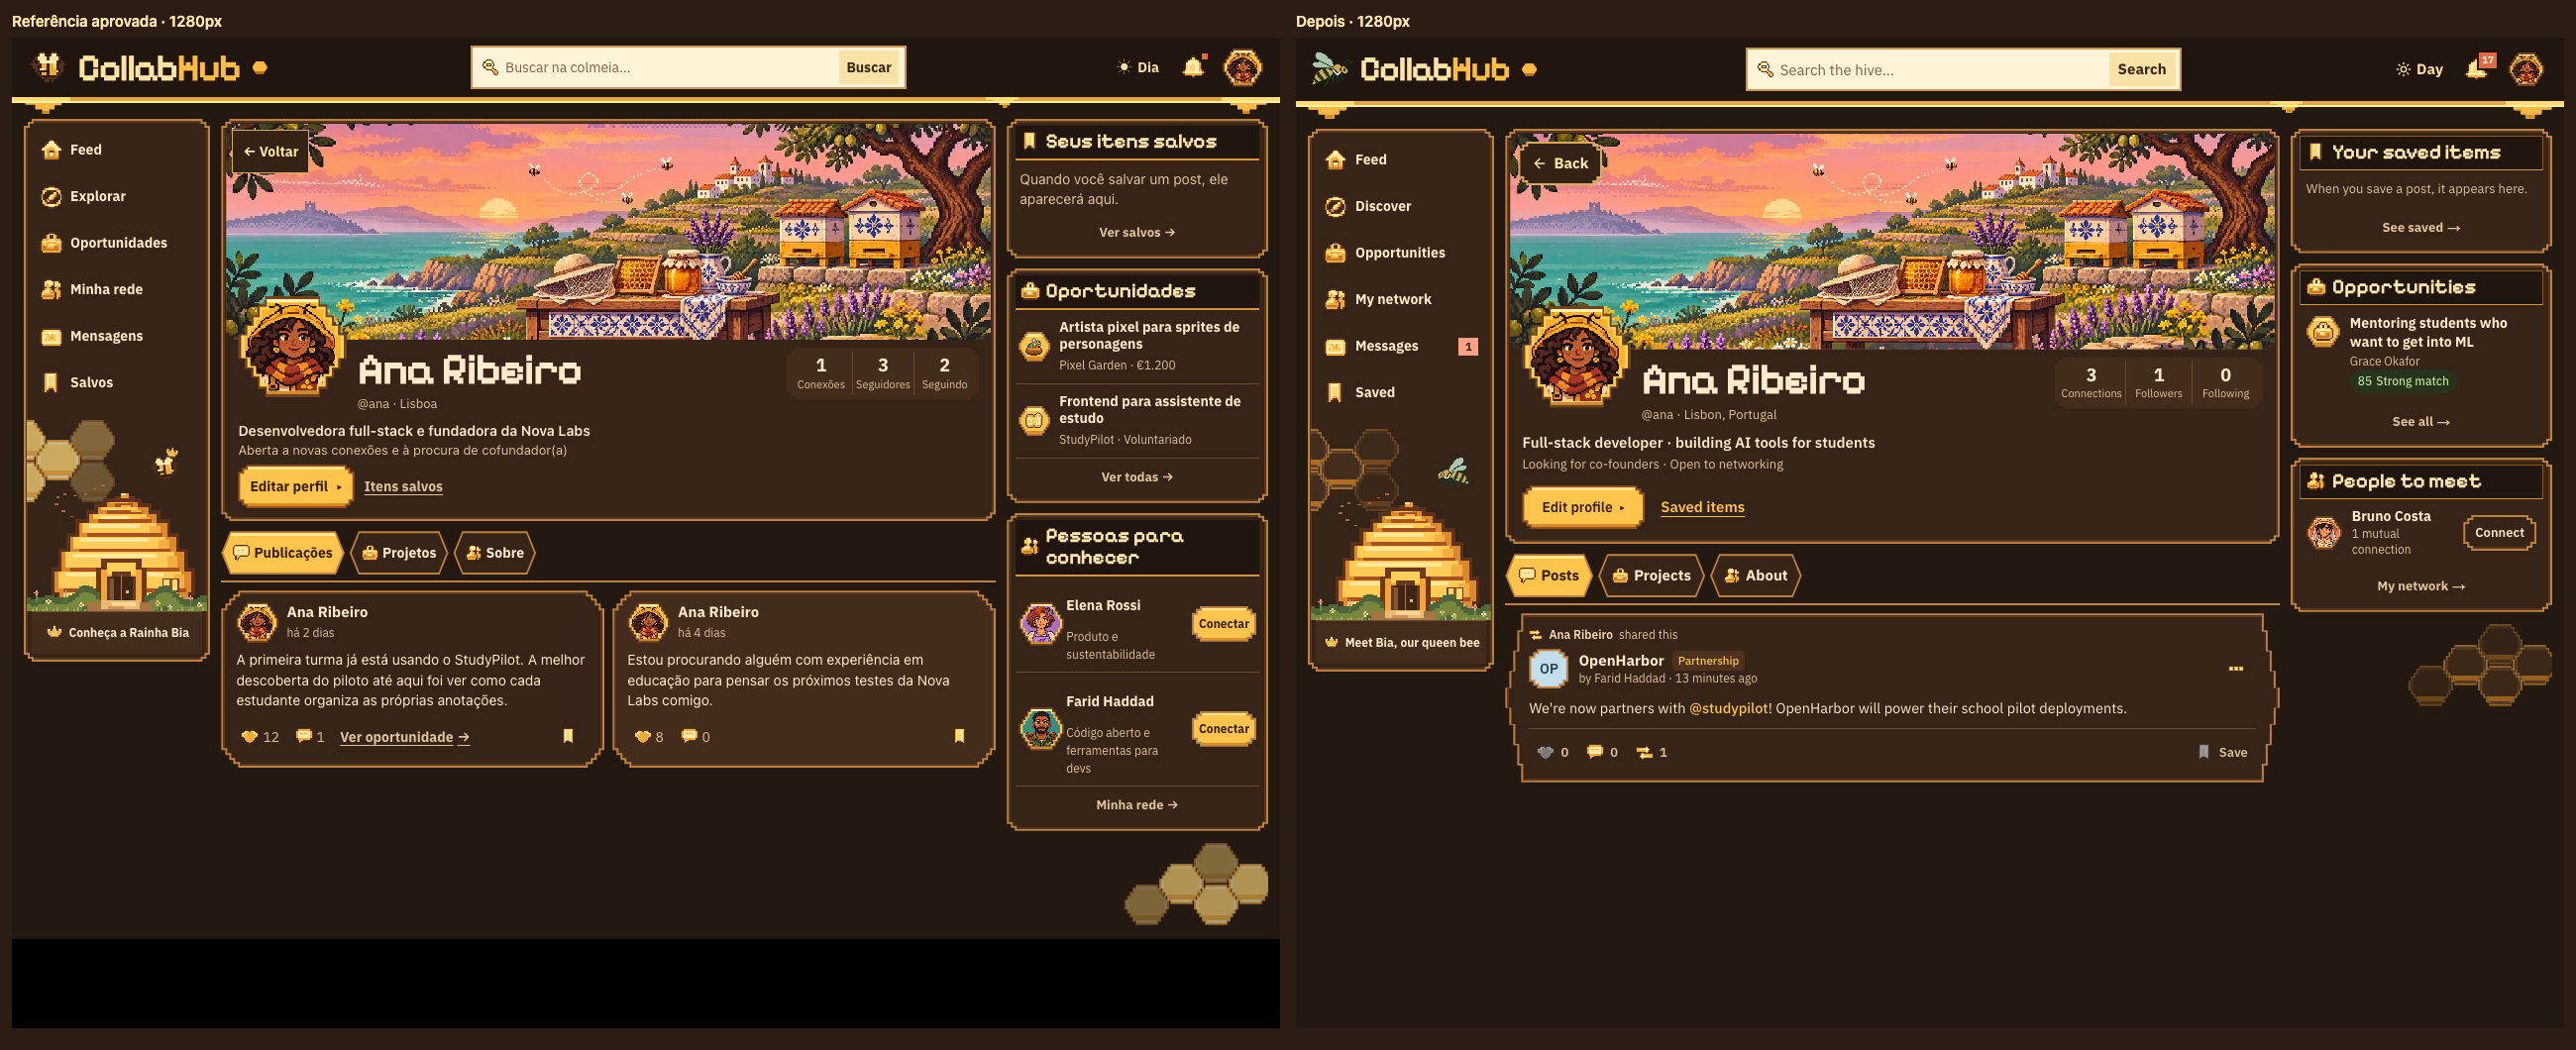 Referência aprovada · 1280px
CollabHub
Buscar na colmeia...
Buscar
Dia
Feed
Explorar
Oportunidades
Minha rede
Mensagens
Salvos
Conheça a Rainha Bia
← Voltar
Ana Ribeiro
@ana · Lisboa
1 Conexões
3 Seguidores
2 Seguindo
Desenvolvedora full-stack e fundadora da Nova Labs
Aberta a novas conexões e à procura de cofundador(a)
Editar perfil
Itens salvos
Publicações
Projetos
Sobre
Ana Ribeiro
há 2 dias
A primeira turma já está usando o StudyPilot. A melhor
descoberta do piloto até aqui foi ver como cada
estudante organiza as próprias anotações.
12
1
Ver oportunidade →
Ana Ribeiro
há 4 dias
Estou procurando alguém com experiência em
educação para pensar os próximos testes da Nova
Labs comigo.
8
0
Seus itens salvos
Quando você salvar um post, ele
aparecerá aqui.
Ver salvos →
Oportunidades
Artista pixel para sprites de
personagens
Pixel Garden · €1.200
Frontend para assistente de
estudo
StudyPilot · Voluntariado
Ver todas →
Pessoas para
conhecer
Elena Rossi
Produto e
sustentabilidade
Conectar
Farid Haddad
Código aberto e
ferramentas para
devs
Conectar
Minha rede →
Depois · 1280px
CollabHub
Search the hive...
Search
Day
17
Feed
Discover
Opportunities
My network
Messages
1
Saved
Meet Bia, our queen bee
← Back
Ana Ribeiro
@ana · Lisbon, Portugal
3 Connections
1 Followers
0 Following
Full-stack developer · building AI tools for students
Looking for co-founders · Open to networking
Edit profile
Saved items
Posts
Projects
About
Ana Ribeiro shared this
OP
OpenHarbor Partnership
by Farid Haddad · 13 minutes ago
We're now partners with @studypilot! OpenHarbor will power their school pilot deployments.
0
0
1
Save
Your saved items
When you save a post, it appears here.
See saved →
Opportunities
Mentoring students who
want to get into ML
Grace Okafor
85 Strong match
See all →
People to meet
Bruno Costa
1 mutual
connection
Connect
My network →